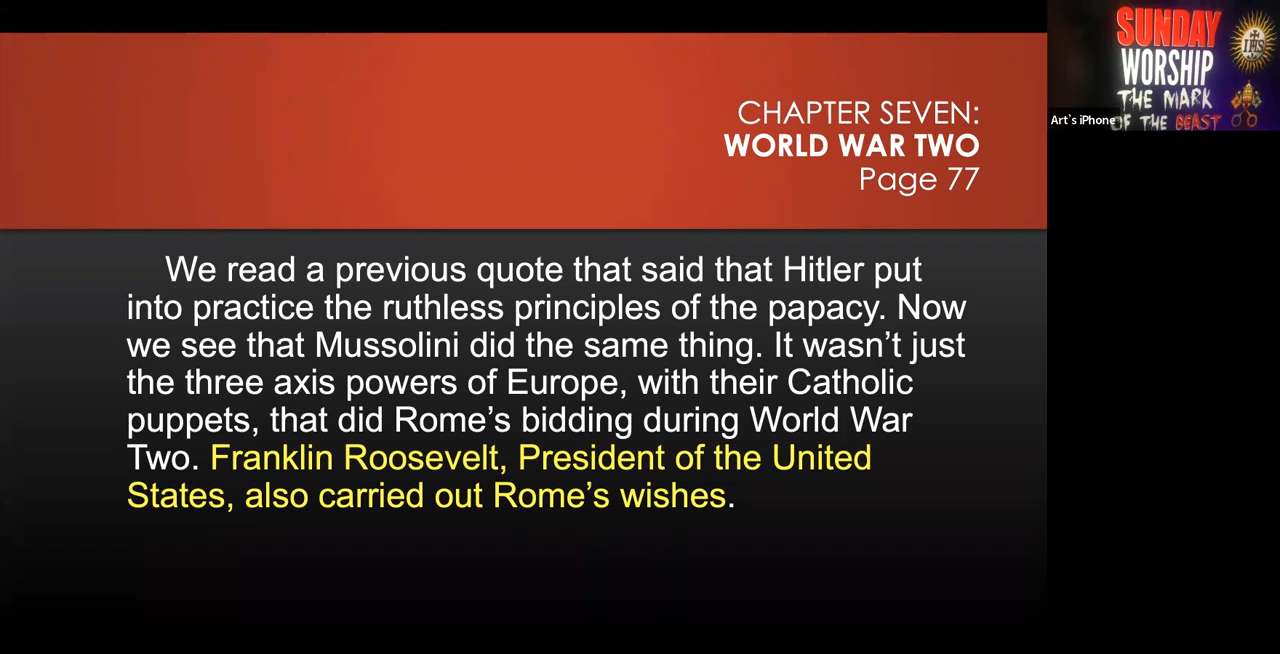 CHAPTER SEVEN:
WORLD WAR TWO
Page 77
We read a previous quote that said that Hitler put
into practice the ruthless principles of the papacy. Now
we see that Mussolini did the same thing. It wasn't just
the three axis powers of Europe, with their Catholic
puppets, that did Rome's bidding during World War
Two. Franklin Roosevelt, President of the United
States, also carried out Rome's wishes.
SUNDAY
WORSHIP
THE MARK
OF THE BEAST
IHS
Art's iPhone